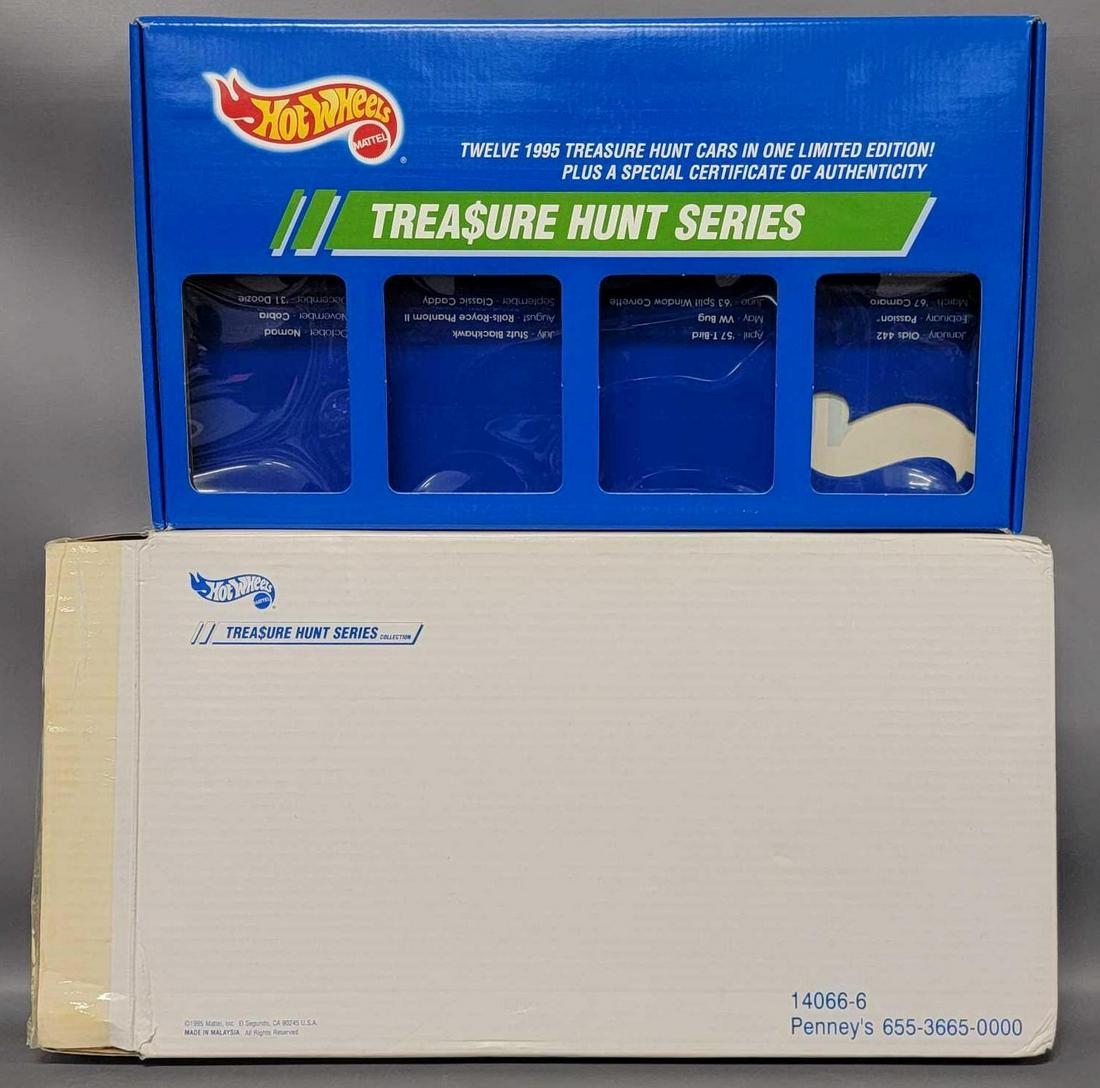 HOT WHEELS
MATTEL
®
TWELVE 1995 TREASURE HUNT CARS IN ONE LIMITED EDITION!
PLUS A SPECIAL CERTIFICATE OF AUTHENTICITY
TREA$URE HUNT SERIES
December - '31 Doozie
November - Cobra
October - Nomad
September - Classic Caddy
August - Rolls-Royce Phantom II
July - Stutz Blackhawk
June - '63 Split Window Corvette
May - VW Bug
April - '57 T-Bird
March - '67 Camaro
February - Passion
January - Olds 442
HOT WHEELS
MATTEL
TREA$URE HUNT SERIES COLLECTION
©1995 Mattel, Inc. El Segundo, CA 90245 U.S.A.
MADE IN MALAYSIA. All Rights Reserved.
14066-6
Penney's 655-3665-0000